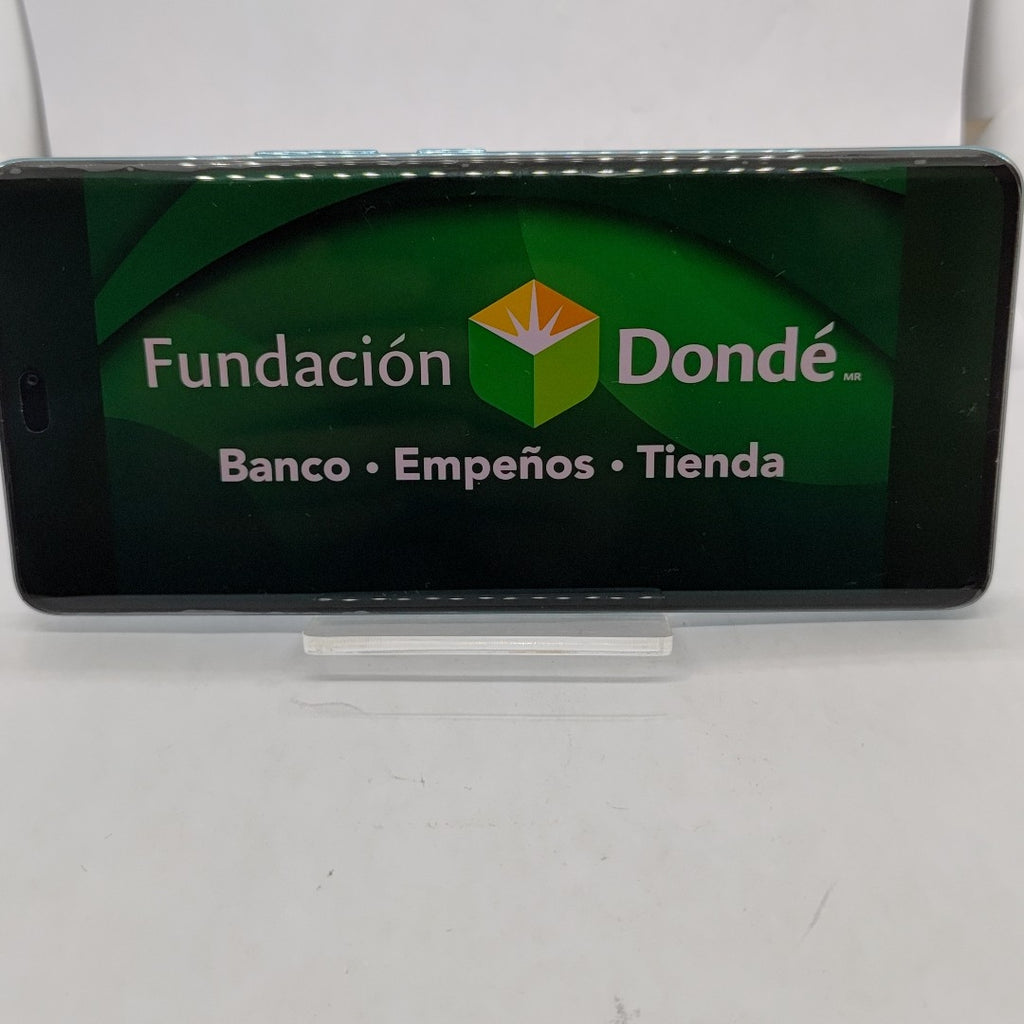 Fundación Dondé MR
Banco • Empeños • Tienda